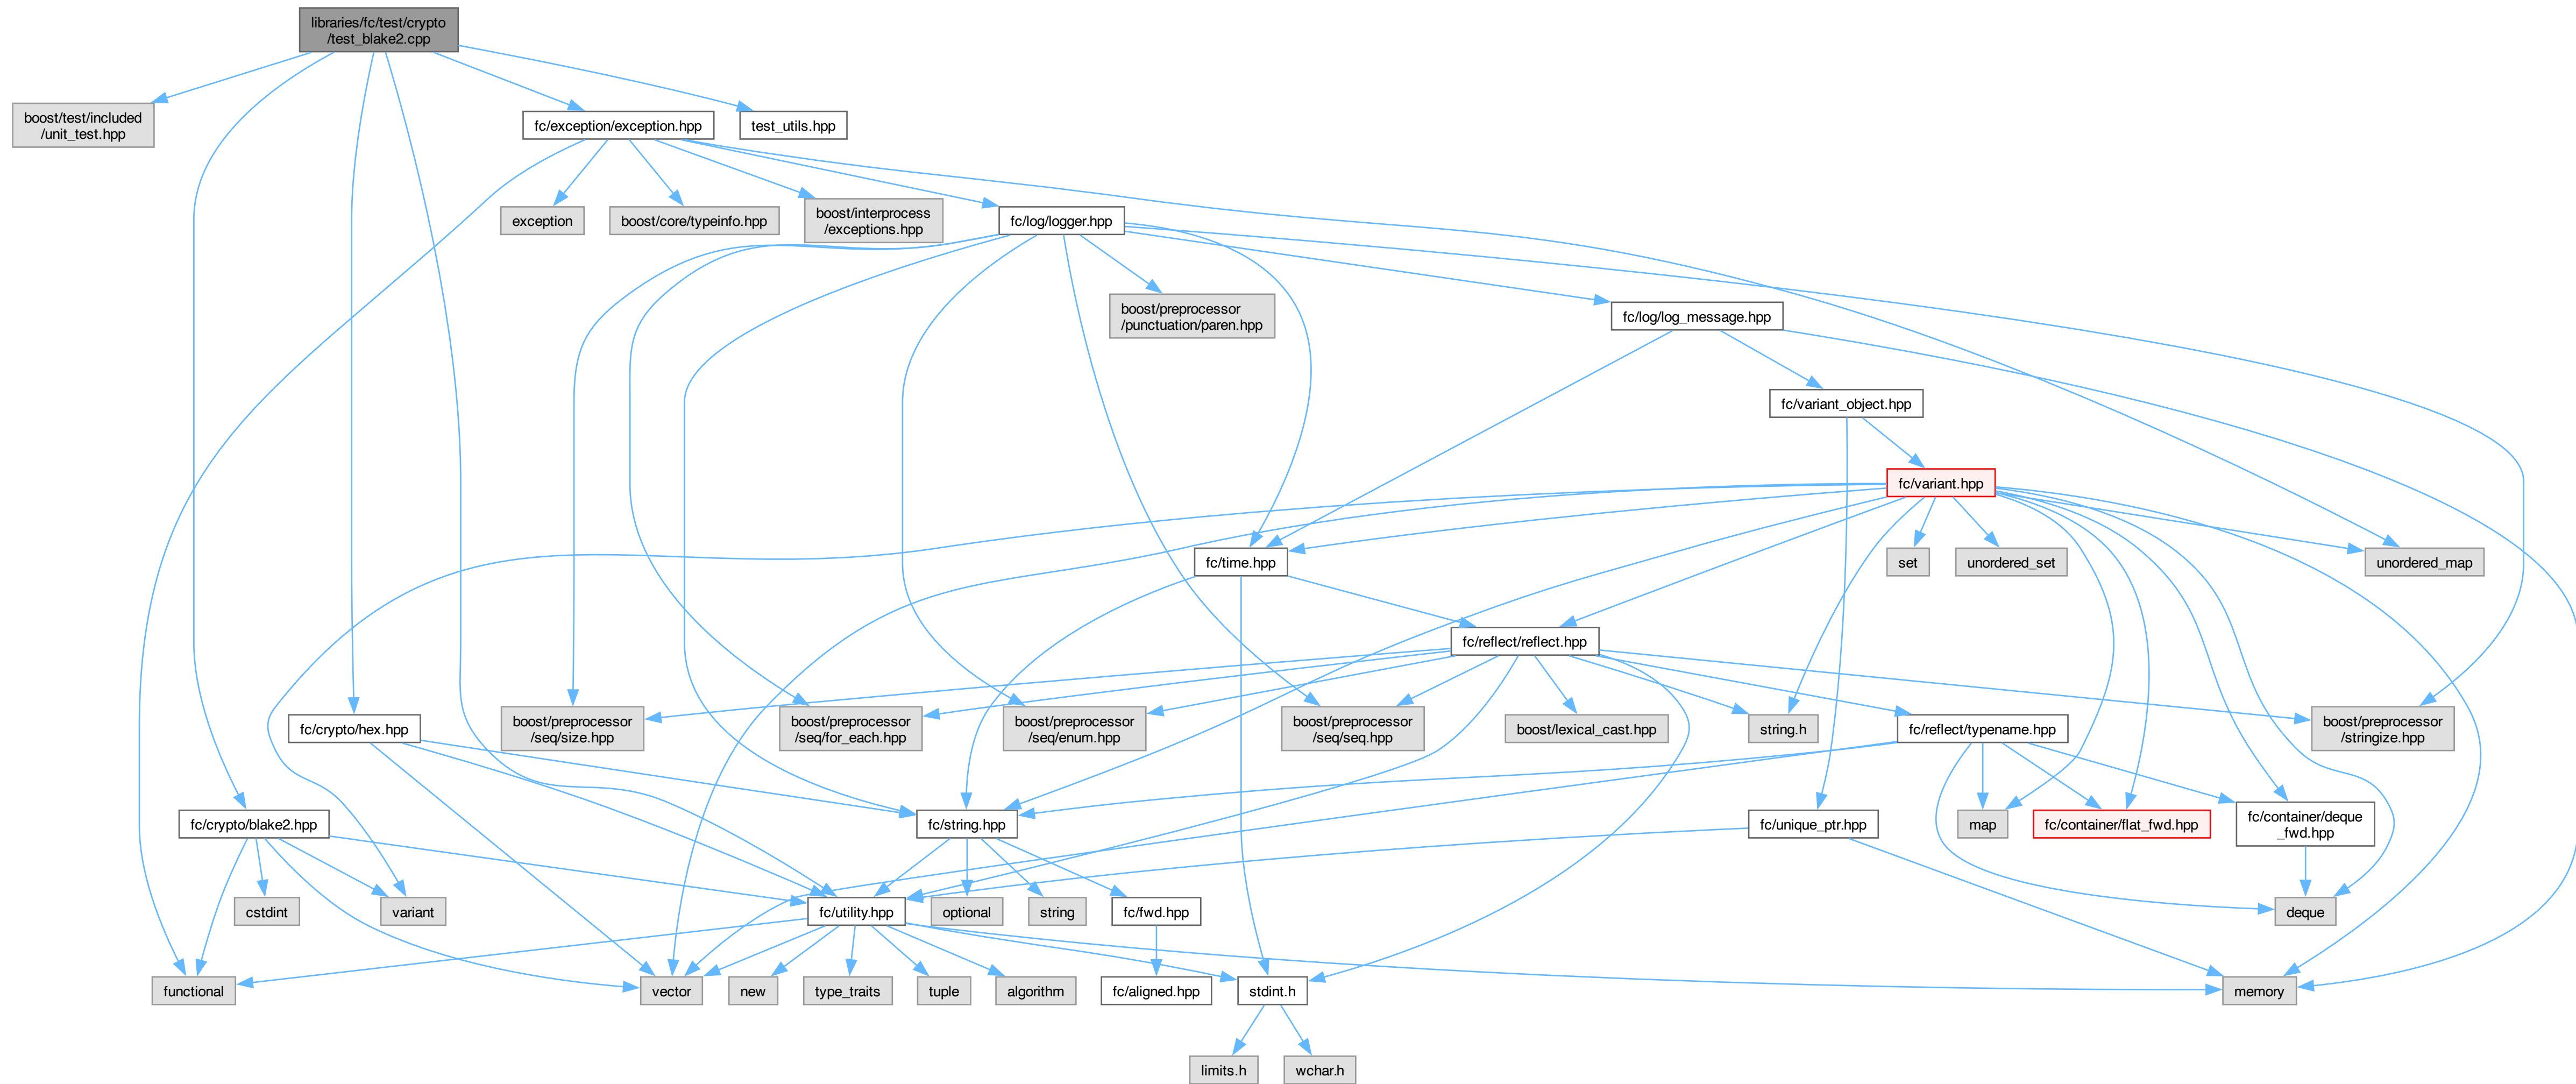 libraries/fc/test/crypto
/test_blake2.cpp
boost/test/included
/unit_test.hpp
fc/exception/exception.hpp
test_utils.hpp
exception
boost/core/typeinfo.hpp
boost/interprocess
/exceptions.hpp
fc/log/logger.hpp
boost/preprocessor
/punctuation/paren.hpp
fc/log/log_message.hpp
fc/variant_object.hpp
fc/variant.hpp
fc/time.hpp
set
unordered_set
unordered_map
fc/reflect/reflect.hpp
fc/crypto/hex.hpp
boost/preprocessor
/seq/size.hpp
boost/preprocessor
/seq/for_each.hpp
boost/preprocessor
/seq/enum.hpp
boost/preprocessor
/seq/seq.hpp
boost/lexical_cast.hpp
string.h
fc/reflect/typename.hpp
boost/preprocessor
/stringize.hpp
fc/crypto/blake2.hpp
fc/string.hpp
fc/unique_ptr.hpp
map
fc/container/flat_fwd.hpp
fc/container/deque
_fwd.hpp
cstdint
variant
fc/utility.hpp
optional
string
fc/fwd.hpp
deque
functional
vector
new
type_traits
tuple
algorithm
fc/aligned.hpp
stdint.h
memory
limits.h
wchar.h